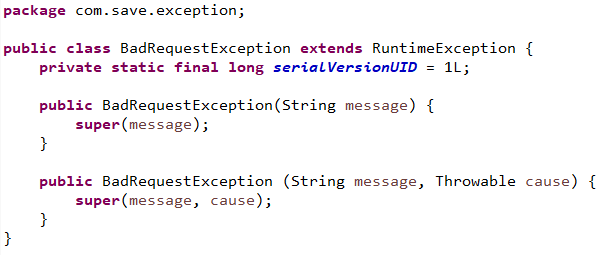 package com.save.exception;
public class BadRequestException extends RuntimeException {
private static final long serialVersionUID = 1L;
public BadRequestException(String message) {
super(message);
}
public BadRequestException (String message, Throwable cause) {
super(message, cause);
}
}